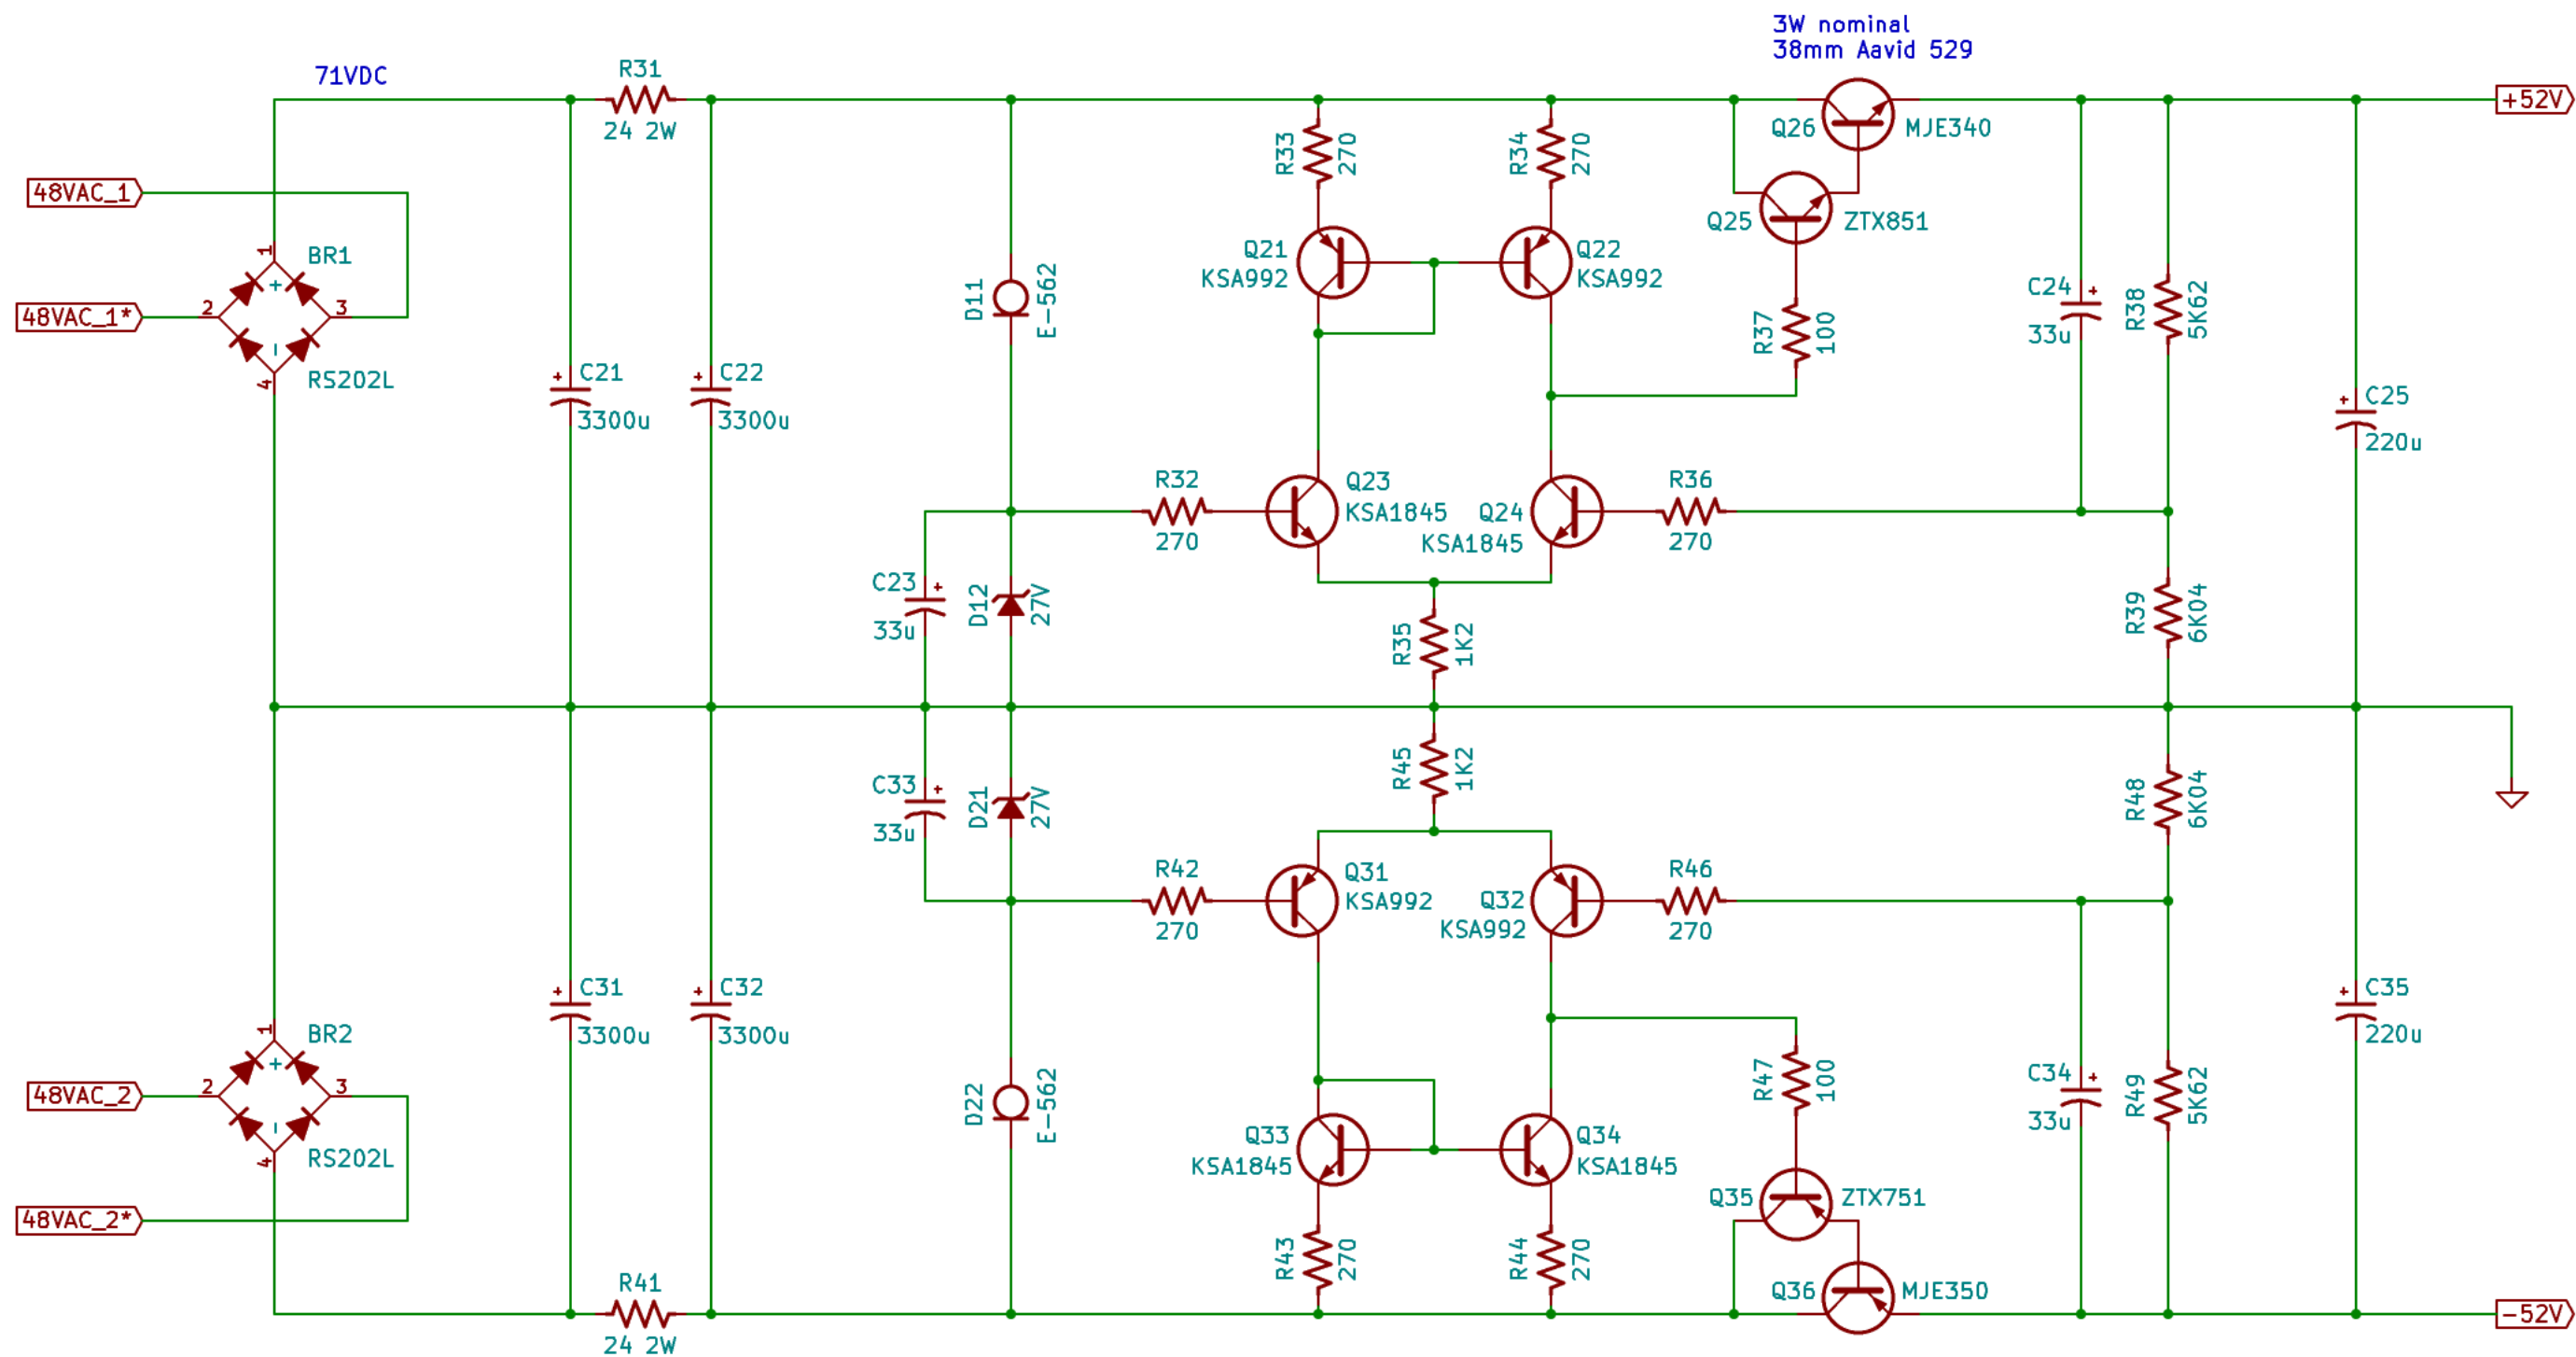 3W nominal
38mm Aavid 529
71VDC
R31
24 2W
+52V
Q26
MJE340
R33
270
R34
270
48VAC_1
Q25
ZTX851
1
BR1
Q21
KSA992
Q22
KSA992
+
D11
E-562
C24
+
33u
R38
5K62
48VAC_1*
2
3
R37
100
-
4
RS202L
+
C21
3300u
+
C22
3300u
+
C25
220u
R32
270
Q23
KSA1845
Q24
KSA1845
R36
270
C23
+
33u
D12
27V
R39
6K04
R35
1K2
R45
1K2
C33
+
33u
D21
27V
R48
6K04
R42
270
Q31
KSA992
Q32
KSA992
R46
270
+
C31
3300u
+
C32
3300u
+
C35
220u
1
BR2
+
48VAC_2
2
3
D22
E-562
R47
100
C34
+
33u
R49
5K62
-
4
RS202L
Q33
KSA1845
Q34
KSA1845
48VAC_2*
Q35
ZTX751
R43
270
R44
270
R41
24 2W
Q36
MJE350
-52V